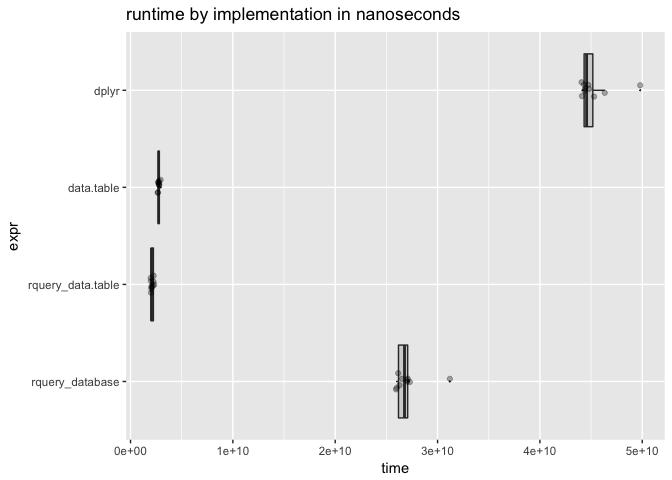 runtime by implementation in nanoseconds
dplyr
data.table
rquery_data.table
rquery_database
expr
0e+00 1e+10 2e+10 3e+10 4e+10 5e+10
time